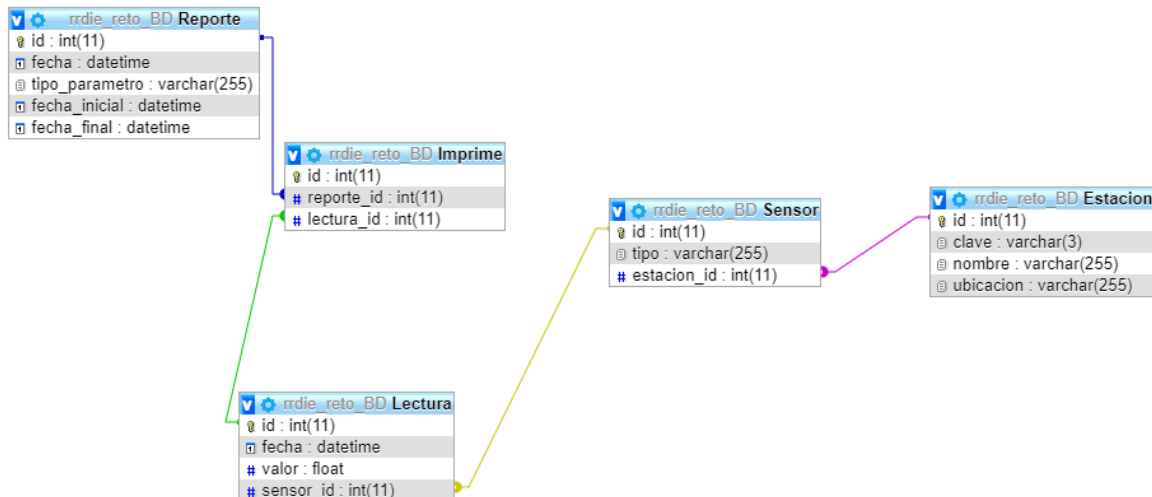 rrdie_reto_BD Reporte
id : int(11)
fecha : datetime
tipo_parametro : varchar(255)
fecha_inicial : datetime
fecha_final : datetime
rrdie_reto_BD Imprime
id : int(11)
# reporte_id : int(11)
# lectura_id : int(11)
rrdie_reto_BD Sensor
id : int(11)
tipo : varchar(255)
# estacion_id : int(11)
rrdie_reto_BD Estacion
id : int(11)
clave : varchar(3)
nombre : varchar(255)
ubicacion : varchar(255)
rrdie_reto_BD Lectura
id : int(11)
fecha : datetime
# valor : float
# sensor_id : int(11)